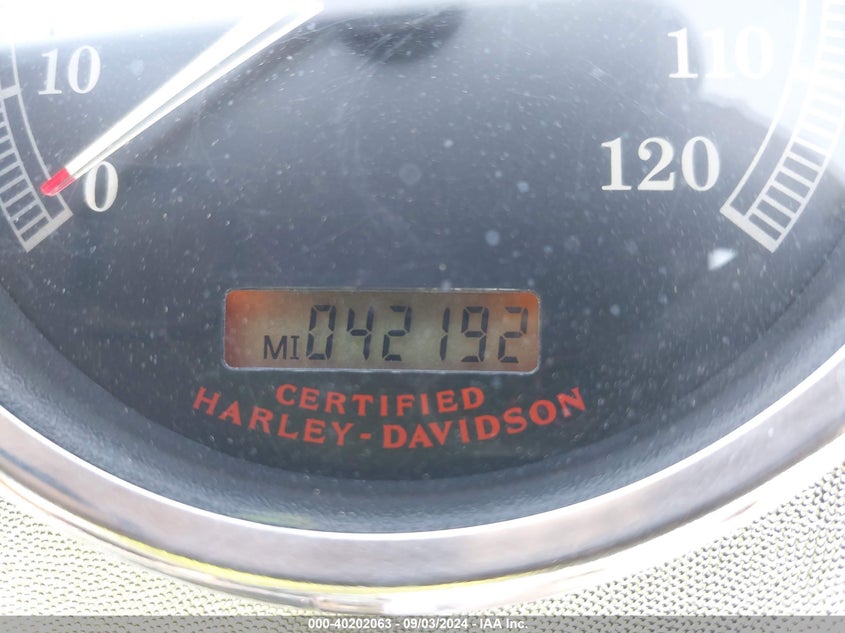 10
110
0
120
MI 042192
CERTIFIED
HARLEY-DAVIDSON
000-40202063 - 09/03/2024 - IAA Inc.